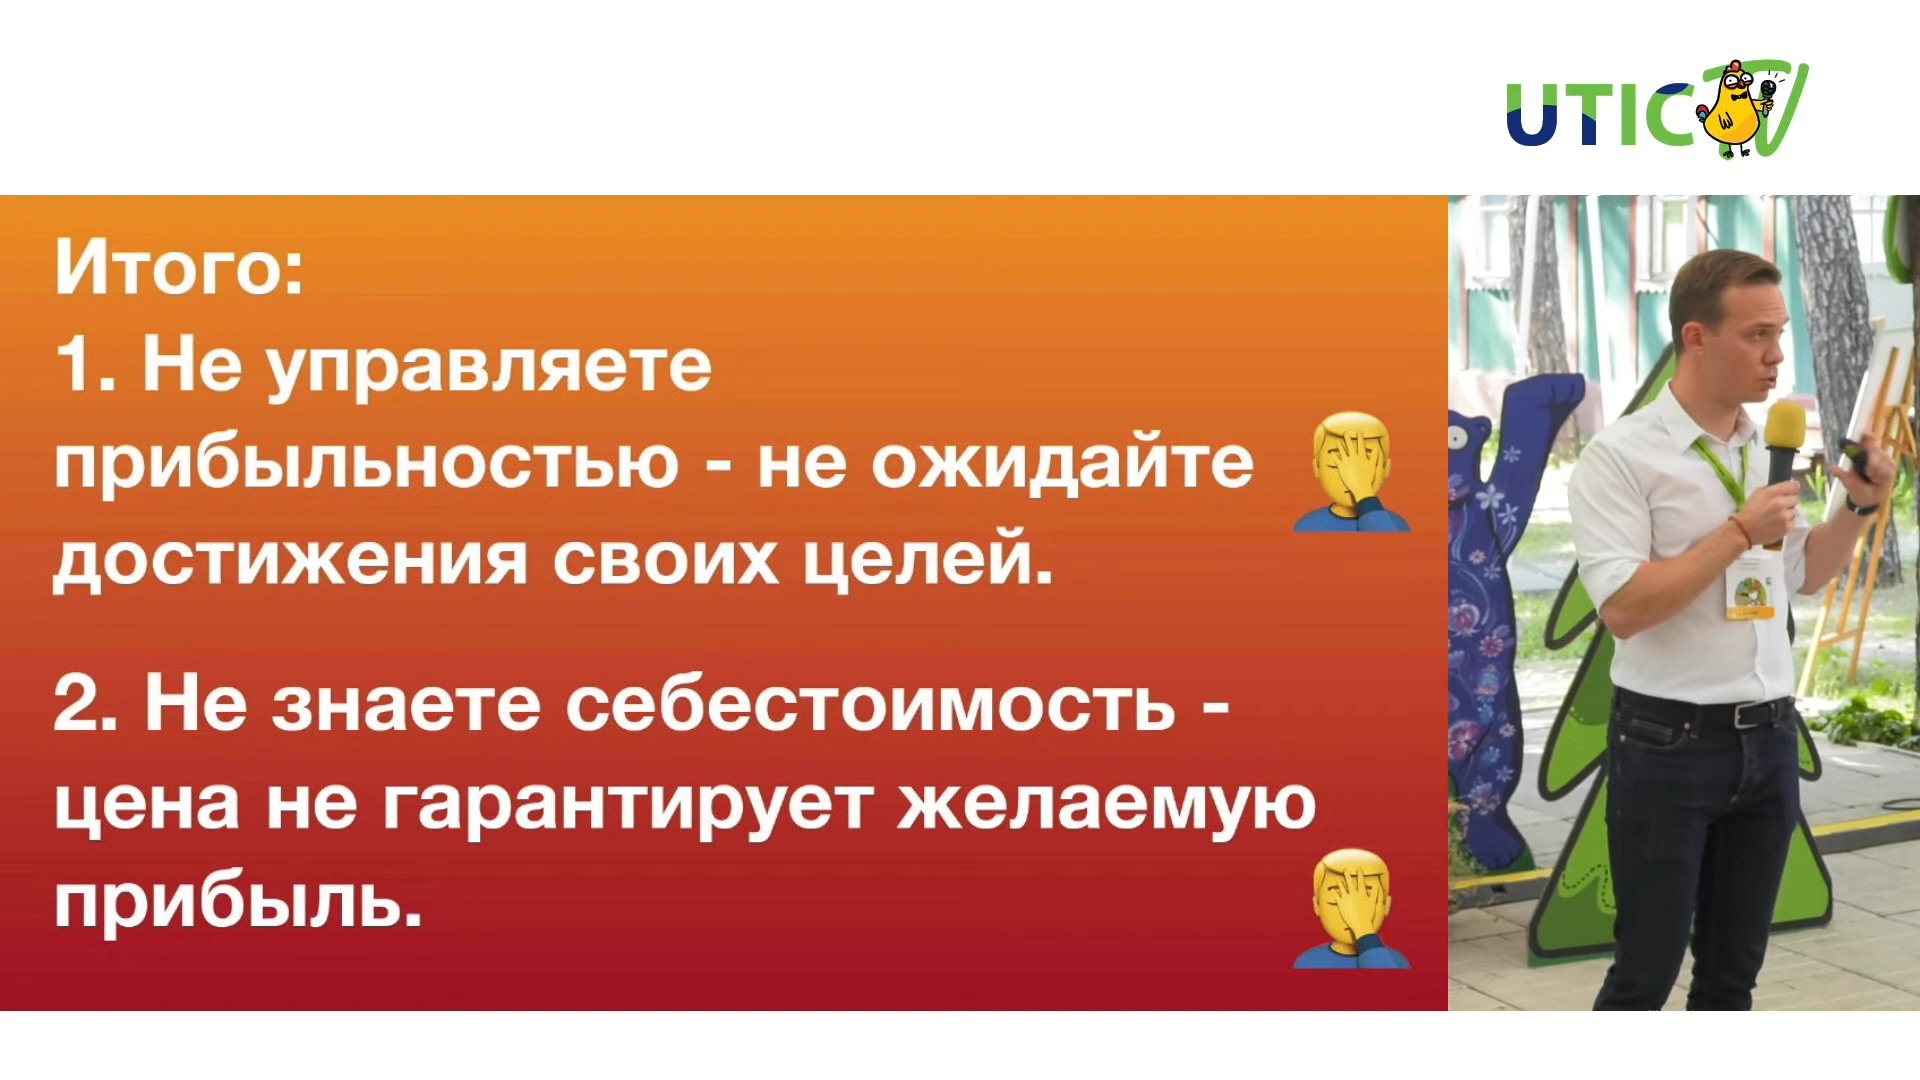 UTIC TV
Итого:
1. Не управляете
прибыльностью - не ожидайте
достижения своих целей.
2. Не знаете себестоимость -
цена не гарантирует желаемую
прибыль.